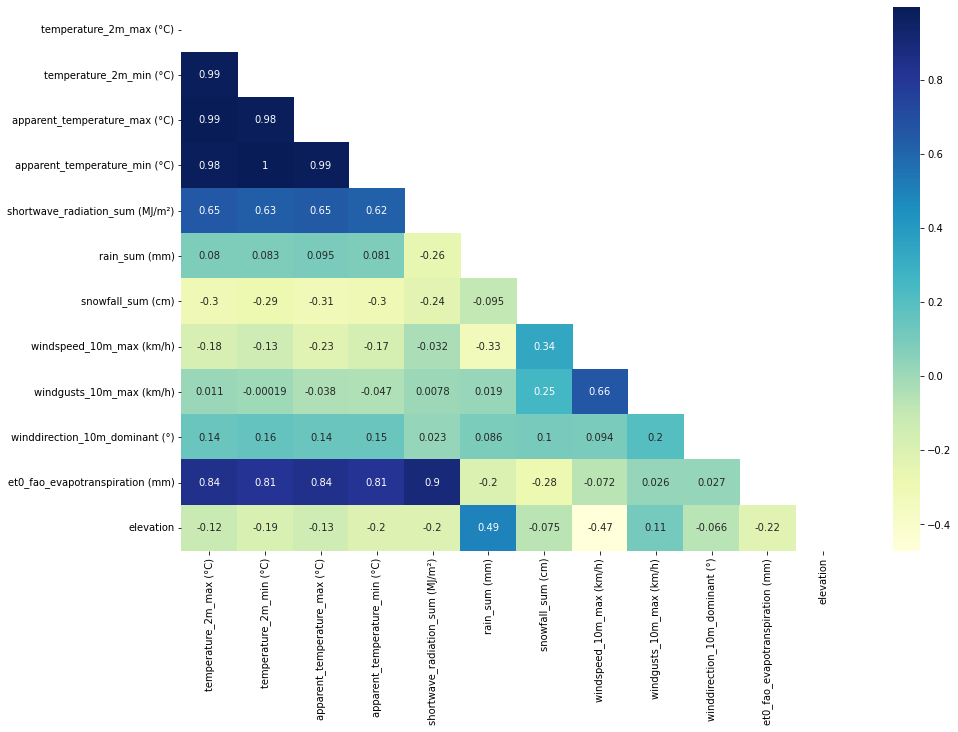 temperature_2m_max (°C)
temperature_2m_min (°C) 0.99
apparent_temperature_max (°C) 0.99 0.98
apparent_temperature_min (°C) 0.98 1 0.99
shortwave_radiation_sum (MJ/m²) 0.65 0.63 0.65 0.62
rain_sum (mm) 0.08 0.083 0.095 0.081 -0.26
snowfall_sum (cm) -0.3 -0.29 -0.31 -0.3 -0.24 -0.095
windspeed_10m_max (km/h) -0.18 -0.13 -0.23 -0.17 -0.032 -0.33 0.34
windgusts_10m_max (km/h) 0.011 -0.00019 -0.038 -0.047 0.0078 0.019 0.25 0.66
winddirection_10m_dominant (°) 0.14 0.16 0.14 0.15 0.023 0.086 0.1 0.094 0.2
et0_fao_evapotranspiration (mm) 0.84 0.81 0.84 0.81 0.9 -0.2 -0.28 -0.072 0.026 0.027
elevation -0.12 -0.19 -0.13 -0.2 -0.2 0.49 -0.075 -0.47 0.11 -0.066 -0.22
temperature_2m_max (°C)
temperature_2m_min (°C)
apparent_temperature_max (°C)
apparent_temperature_min (°C)
shortwave_radiation_sum (MJ/m²)
rain_sum (mm)
snowfall_sum (cm)
windspeed_10m_max (km/h)
windgusts_10m_max (km/h)
winddirection_10m_dominant (°)
et0_fao_evapotranspiration (mm)
elevation
0.8
0.6
0.4
0.2
0.0
−0.2
−0.4